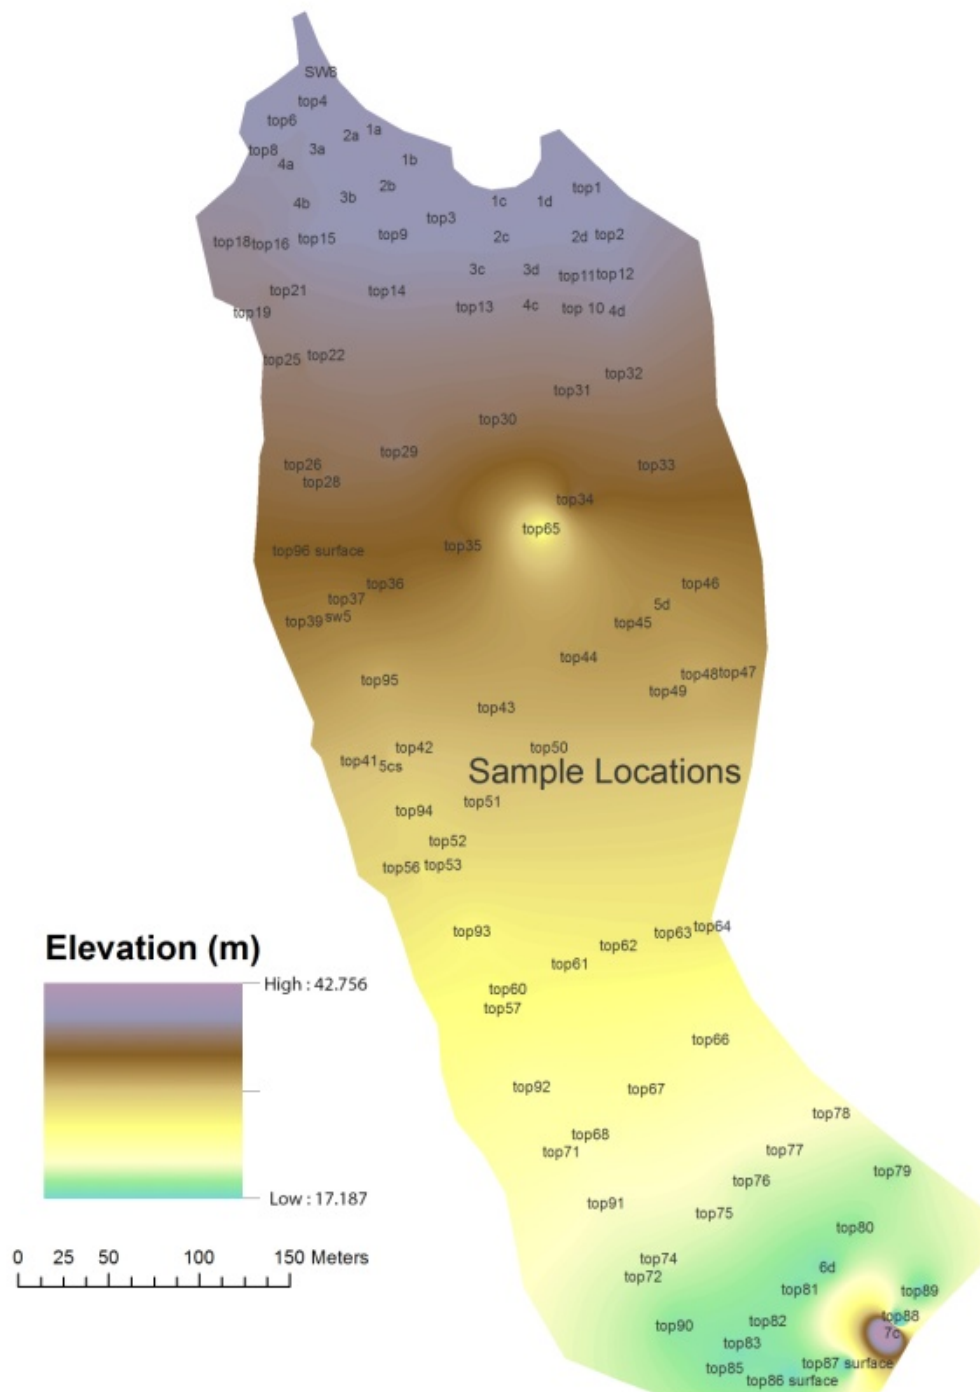 SW6
top4
top6
1a
2a
top8
3a
4a
1b
2b
top1
3b
4b
1c
1d
top3
top18
top16
top15
top9
2c
2d
top2
3c
3d
top11
top12
top21
top14
top19
top13
4c
top 10
4d
top25
top22
top32
top31
top30
top29
top26
top28
top33
top34
top65
top96 surface
top35
top36
top46
top37
5d
top39
sw5
top45
top44
top95
top48
top47
top49
top43
top42
top50
top41
5cs
Sample Locations
top51
top94
top52
top56
top53
top93
top62
top63
top64
top61
Elevation (m)
High : 42.756
top60
top57
top66
top92
top67
top78
top68
top71
top77
top79
top76
Low : 17.187
top91
top75
top80
0 25 50 100 150 Meters
top74
top72
6d
top81
top89
top90
top82
top88
7c
top83
top85
top87 surface
top86 surface